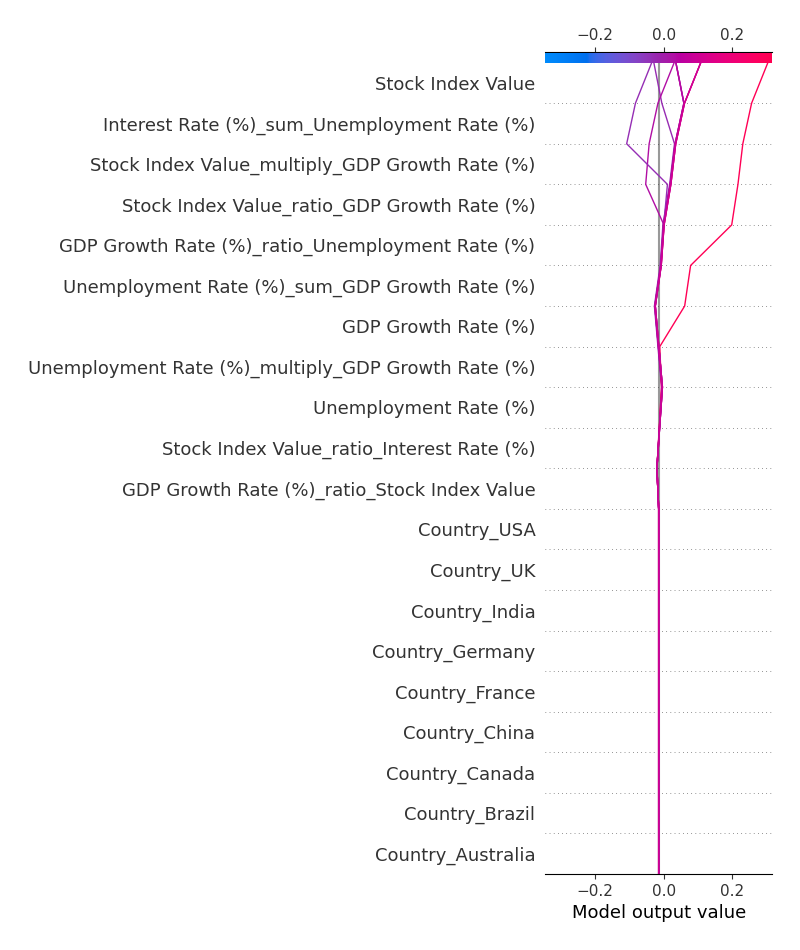 −0.2 0.0 0.2
Stock Index Value
Interest Rate (%)_sum_Unemployment Rate (%)
Stock Index Value_multiply_GDP Growth Rate (%)
Stock Index Value_ratio_GDP Growth Rate (%)
GDP Growth Rate (%)_ratio_Unemployment Rate (%)
Unemployment Rate (%)_sum_GDP Growth Rate (%)
GDP Growth Rate (%)
Unemployment Rate (%)_multiply_GDP Growth Rate (%)
Unemployment Rate (%)
Stock Index Value_ratio_Interest Rate (%)
GDP Growth Rate (%)_ratio_Stock Index Value
Country_USA
Country_UK
Country_India
Country_Germany
Country_France
Country_China
Country_Canada
Country_Brazil
Country_Australia
−0.2 0.0 0.2
Model output value